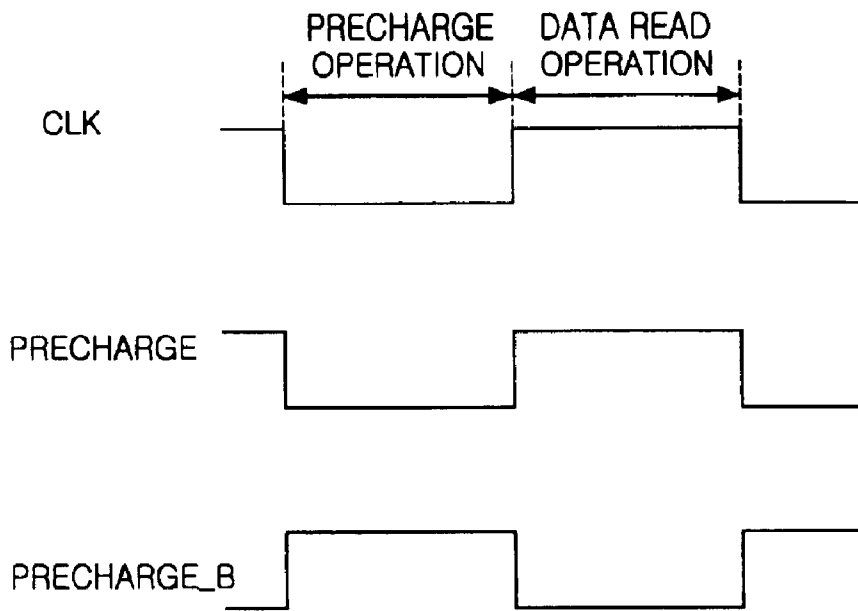 PRECHARGE OPERATION
DATA READ OPERATION
CLK
PRECHARGE
PRECHARGE_B